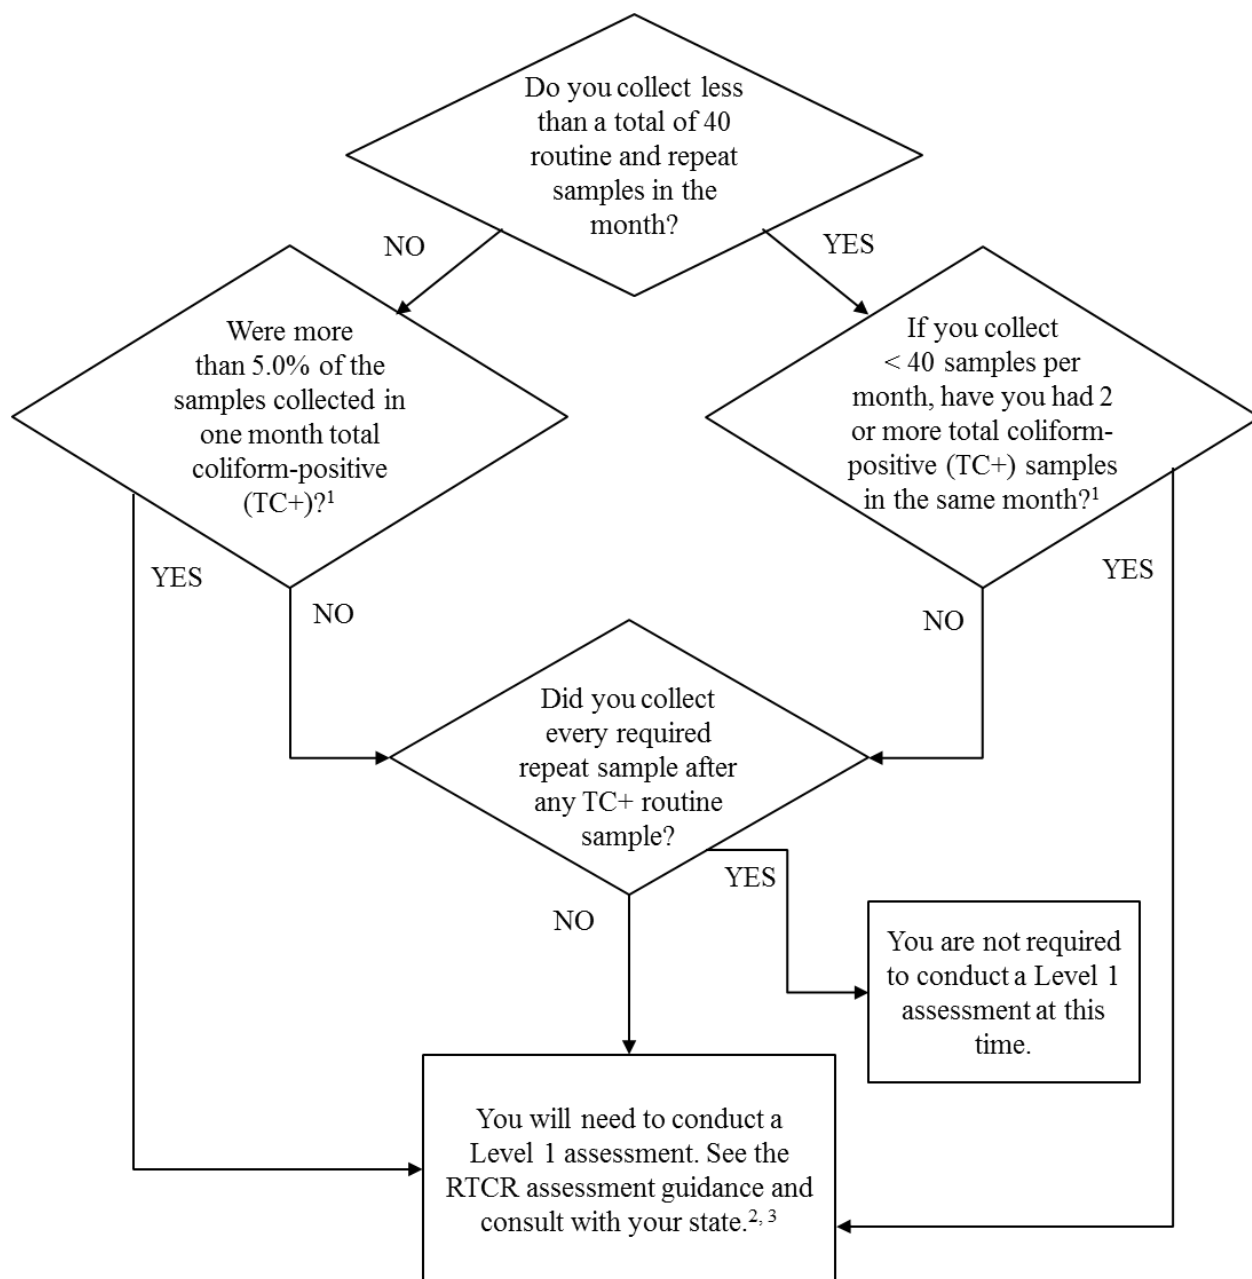 Do you collect less
than a total of 40
routine and repeat
samples in the
month?
NO
YES
Were more
than 5.0% of the
samples collected in
one month total
coliform-positive
(TC+)?¹
If you collect
< 40 samples per
month, have you had 2
or more total coliform-
positive (TC+) samples
in the same month?¹
YES
NO
NO
YES
Did you collect
every required
repeat sample after
any TC+ routine
sample?
NO
YES
You are not required
to conduct a Level 1
assessment at this
time.
You will need to conduct a
Level 1 assessment. See the
RTCR assessment guidance and
consult with your state.²,³